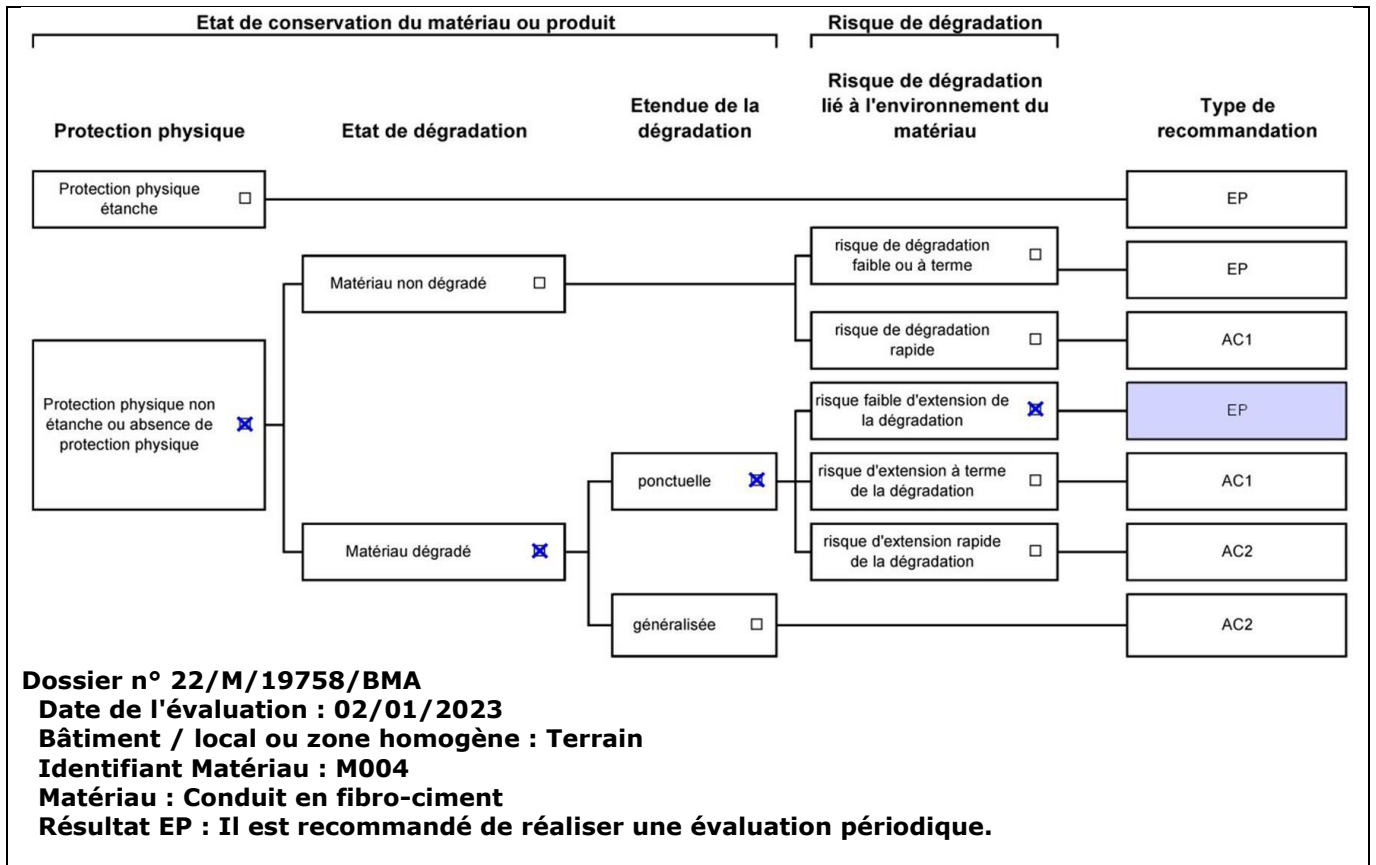 Etat de conservation du matériau ou produit
Risque de dégradation
Protection physique
Etat de dégradation
Etendue de la
dégradation
Risque de dégradation
lié à l'environnement du
matériau
Type de
recommandation
Protection physique
étanche
EP
risque de dégradation
faible ou à terme
EP
Matériau non dégradé
risque de dégradation
rapide
AC1
Protection physique non
étanche ou absence de
protection physique
risque faible d'extension de
la dégradation
EP
ponctuelle
risque d'extension à terme
de la dégradation
AC1
Matériau dégradé
risque d'extension rapide
de la dégradation
AC2
généralisée
AC2
Dossier n° 22/M/19758/BMA
Date de l'évaluation : 02/01/2023
Bâtiment / local ou zone homogène : Terrain
Identifiant Matériau : M004
Matériau : Conduit en fibro-ciment
Résultat EP : Il est recommandé de réaliser une évaluation périodique.